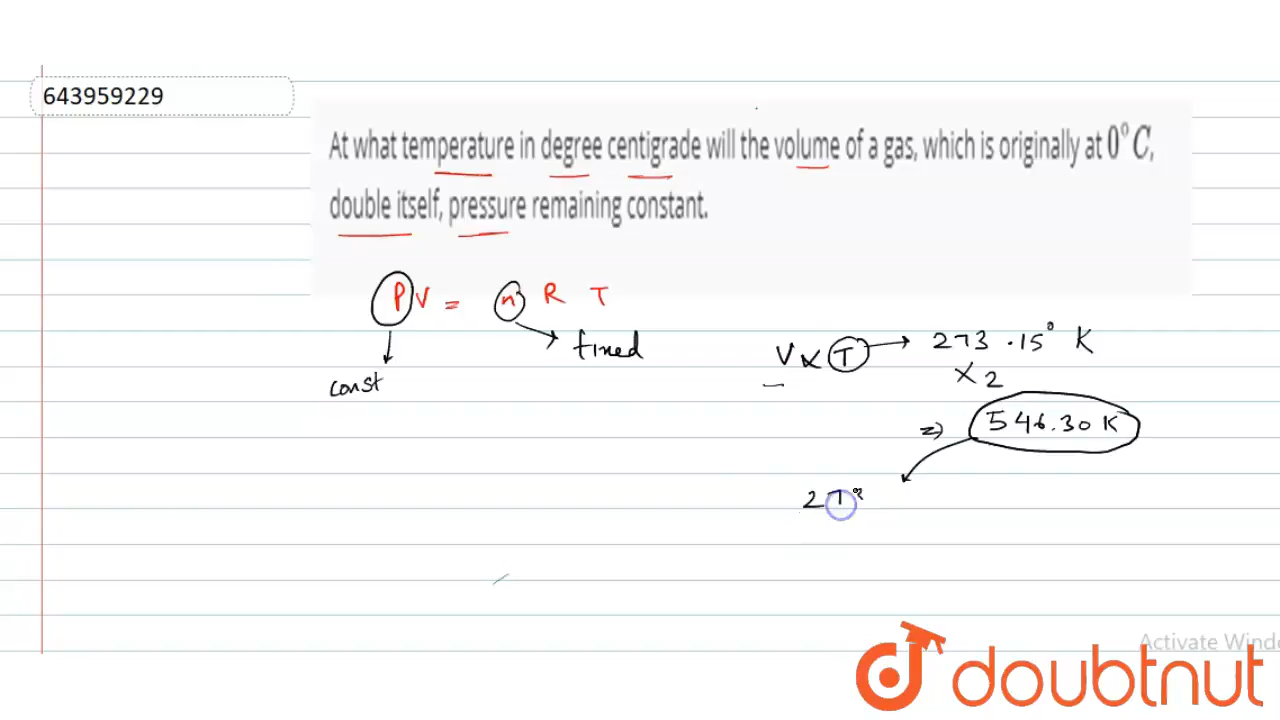 643959229
At what temperature in degree centigrade will the volume of a gas, which is originally at 0°C,
double itself, pressure remaining constant.
PV = n R T
fixed
const
V ∝ T → 273.15° K
× 2
⇒ 546.30 K
27
Activate Windo
doubtnut